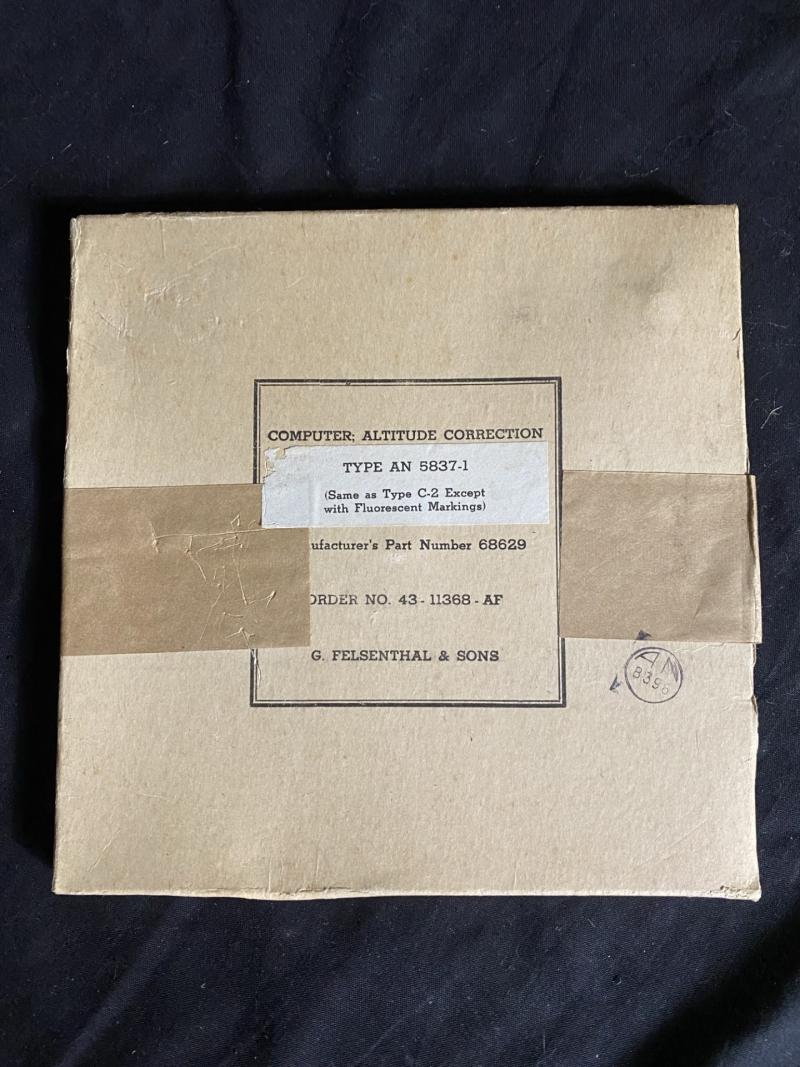 COMPUTER; ALTITUDE CORRECTION
TYPE AN 5837-1
(Same as Type C-2 Except
with Fluorescent Markings)
ufacturer's Part Number 68629
ORDER NO. 43 - 11368 - AF
G. FELSENTHAL & SONS
AN